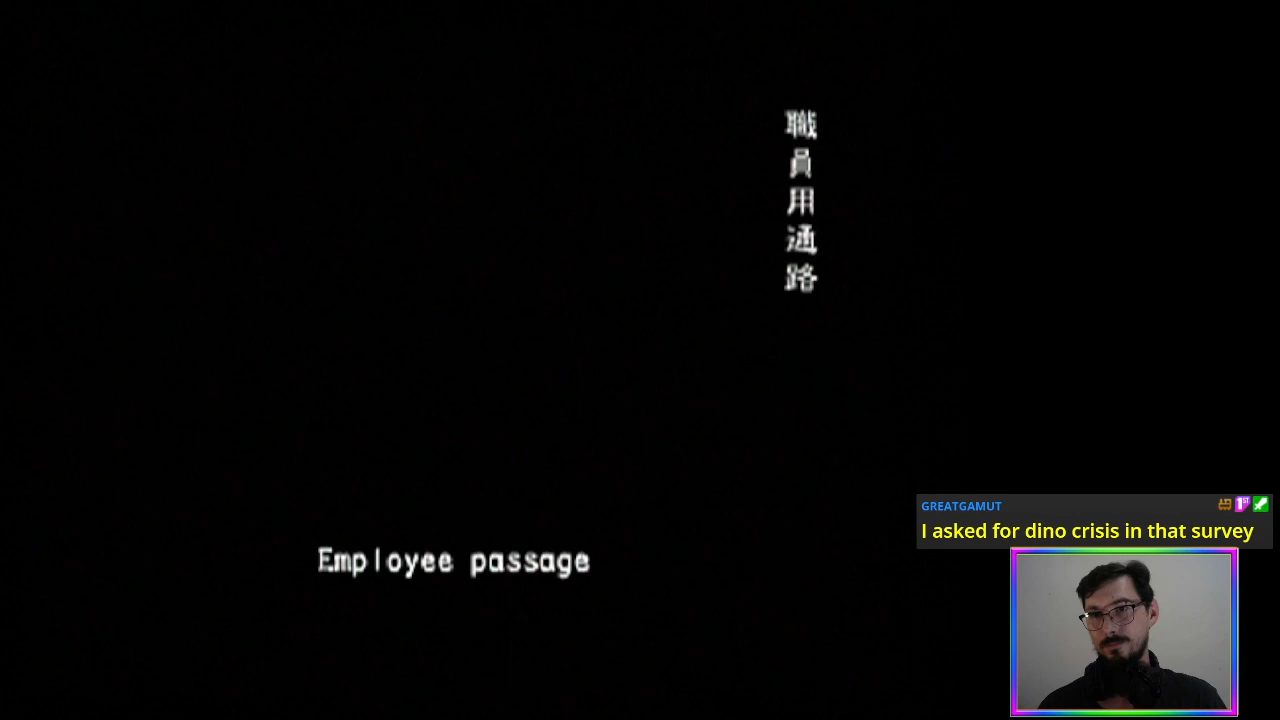 職員用通路
Employee passage
GREATGAMUT
I asked for dino crisis in that survey